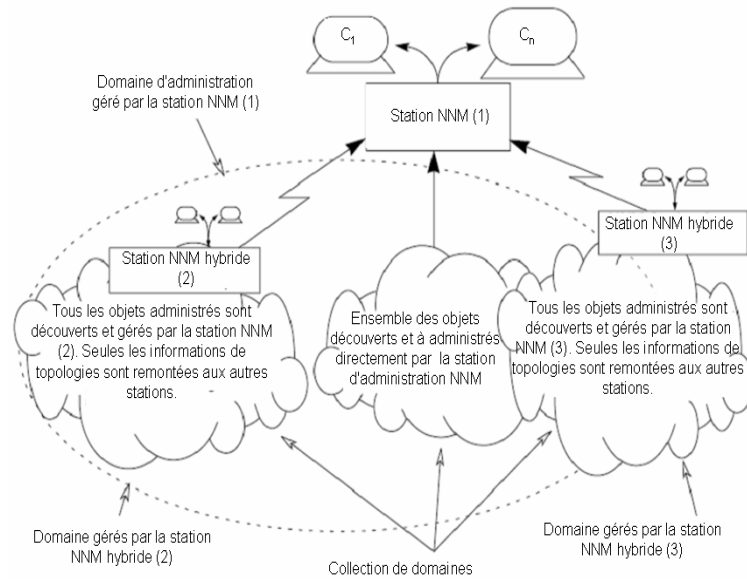 C1
Cn
Domaine d'administration
géré par la station NNM (1)
Station NNM (1)
Station NNM hybride
(2)
Station NNM hybride
(3)
Tous les objets administrés sont
découverts et gérés par la station NNM
(2). Seules les informations de
topologies sont remontées aux autres
stations.
Ensemble des objets
découverts et à administrés
directement par la station
d'administration NNM
Tous les objets administrés sont
découverts et gérés par la station
NNM (3). Seules les informations de
topologies sont remontées aux autres
stations.
Domaine gérés par la station
NNM hybride (2)
Domaine gérés par la station
NNM hybride (3)
Collection de domaines